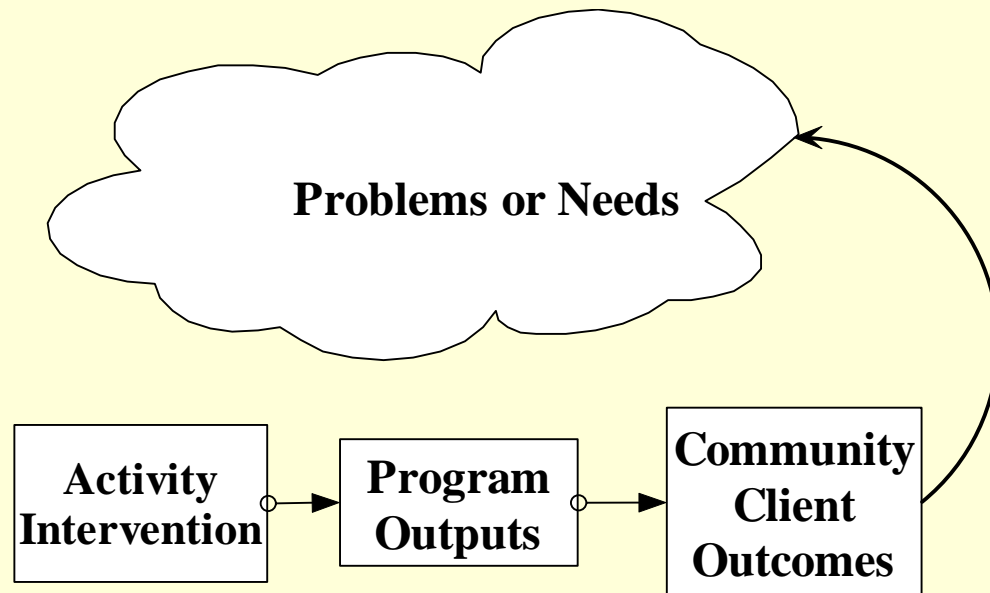 Problems or Needs
Activity
Intervention
Program
Outputs
Community
Client
Outcomes